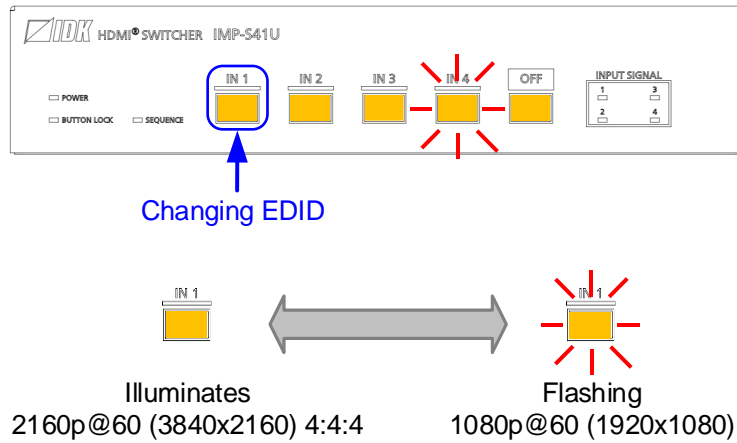 IDK HDMI® SWITCHER IMP-S41U
IN 1 IN 2 IN 3 IN 4 OFF INPUT SIGNAL
1 3
POWER
2 4
BUTTON LOCK SEQUENCE
Changing EDID
IN 1 IN 1
Illuminates Flashing
2160p@60 (3840x2160) 4:4:4 1080p@60 (1920x1080)